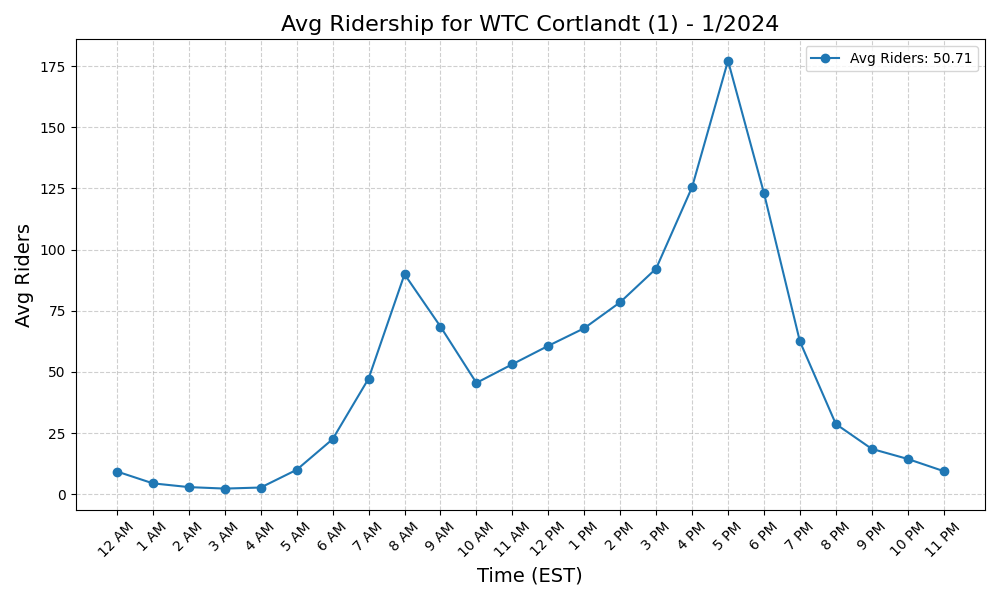 Avg Ridership for WTC Cortlandt (1) - 1/2024
Avg Riders: 50.71
Avg Riders
175
150
125
100
75
50
25
0
12 AM
1 AM
2 AM
3 AM
4 AM
5 AM
6 AM
7 AM
8 AM
9 AM
10 AM
11 AM
12 PM
1 PM
2 PM
3 PM
4 PM
5 PM
6 PM
7 PM
8 PM
9 PM
10 PM
11 PM
Time (EST)